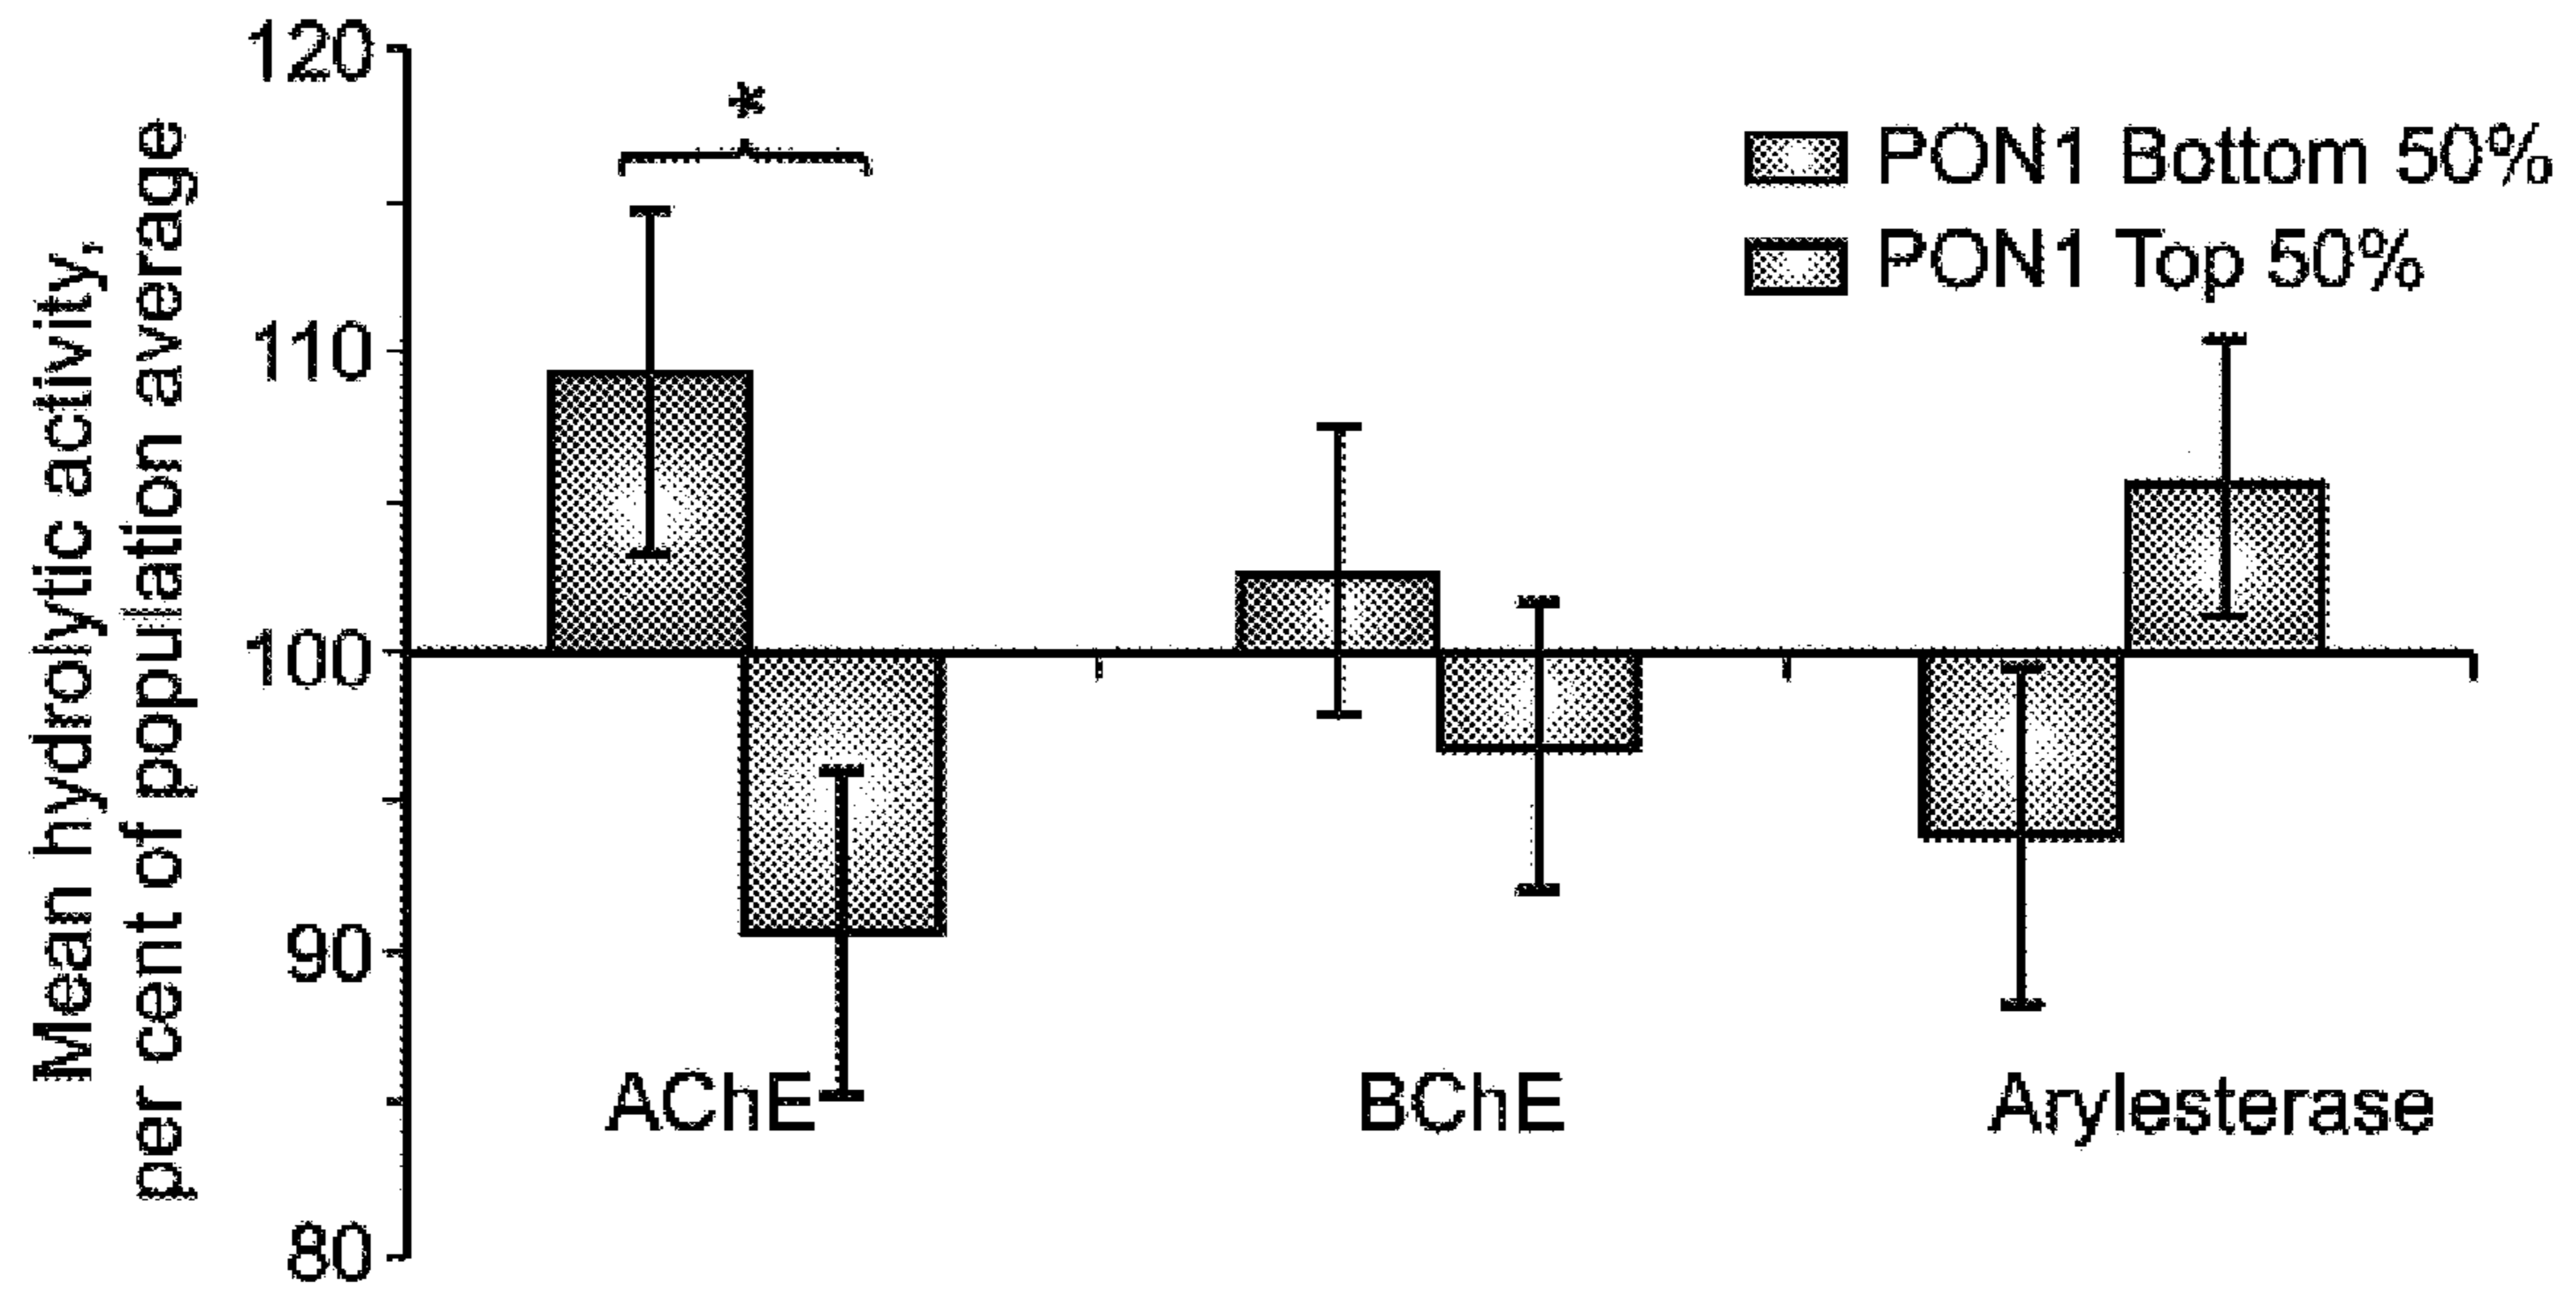 Mean hydrolytic activity,
per cent of population average
120
110
100
90
80
*
PON1 Bottom 50%
PON1 Top 50%
AChE
BChE
Arylesterase